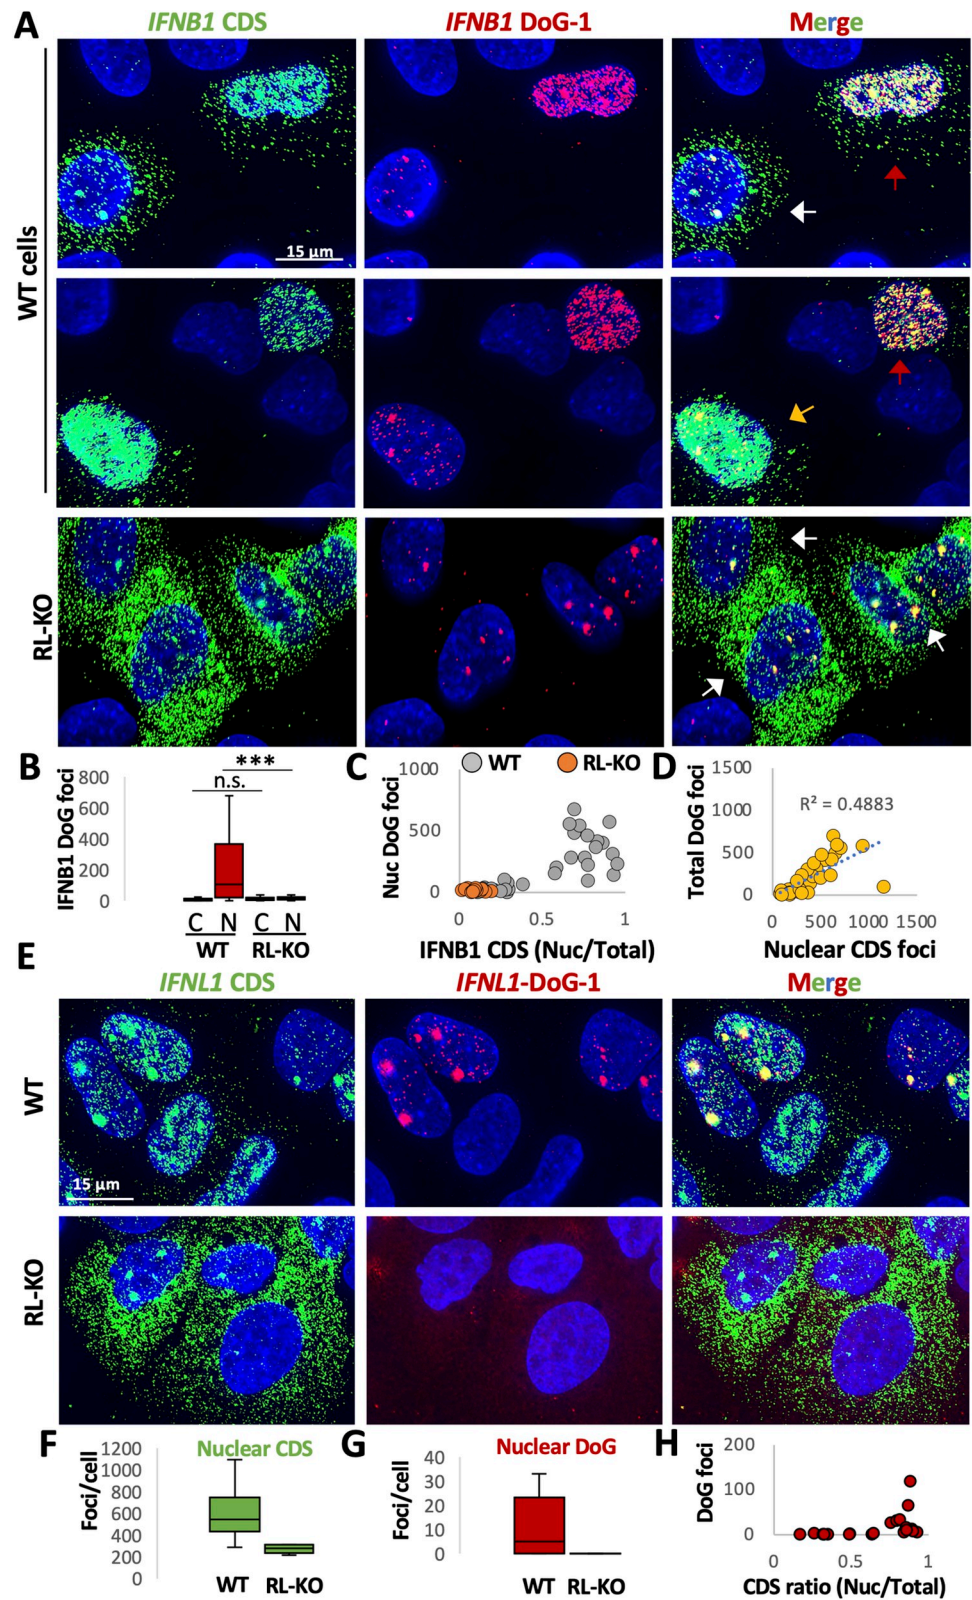 A
IFNB1 CDS
IFNB1 DoG-1
Merge
WT cells
15 µm
RL-KO
B
IFNB1 DoG foci
800
600
400
200
0
n.s.
***
C N C N
WT RL-KO
C
WT RL-KO
Nuc DoG foci
1000
500
0
0 0.5 1
IFNB1 CDS (Nuc/Total)
D
Total DoG foci
1500
1000
500
0
R² = 0.4883
0 500 1000 1500
Nuclear CDS foci
E
IFNL1 CDS
IFNL1-DoG-1
Merge
WT
15 µm
RL-KO
F
Nuclear CDS
Foci/cell
1200
1000
800
600
400
200
0
WT RL-KO
G
Nuclear DoG
Foci/cell
40
30
20
10
0
WT RL-KO
H
DoG foci
200
100
0
0 0.5 1
CDS ratio (Nuc/Total)